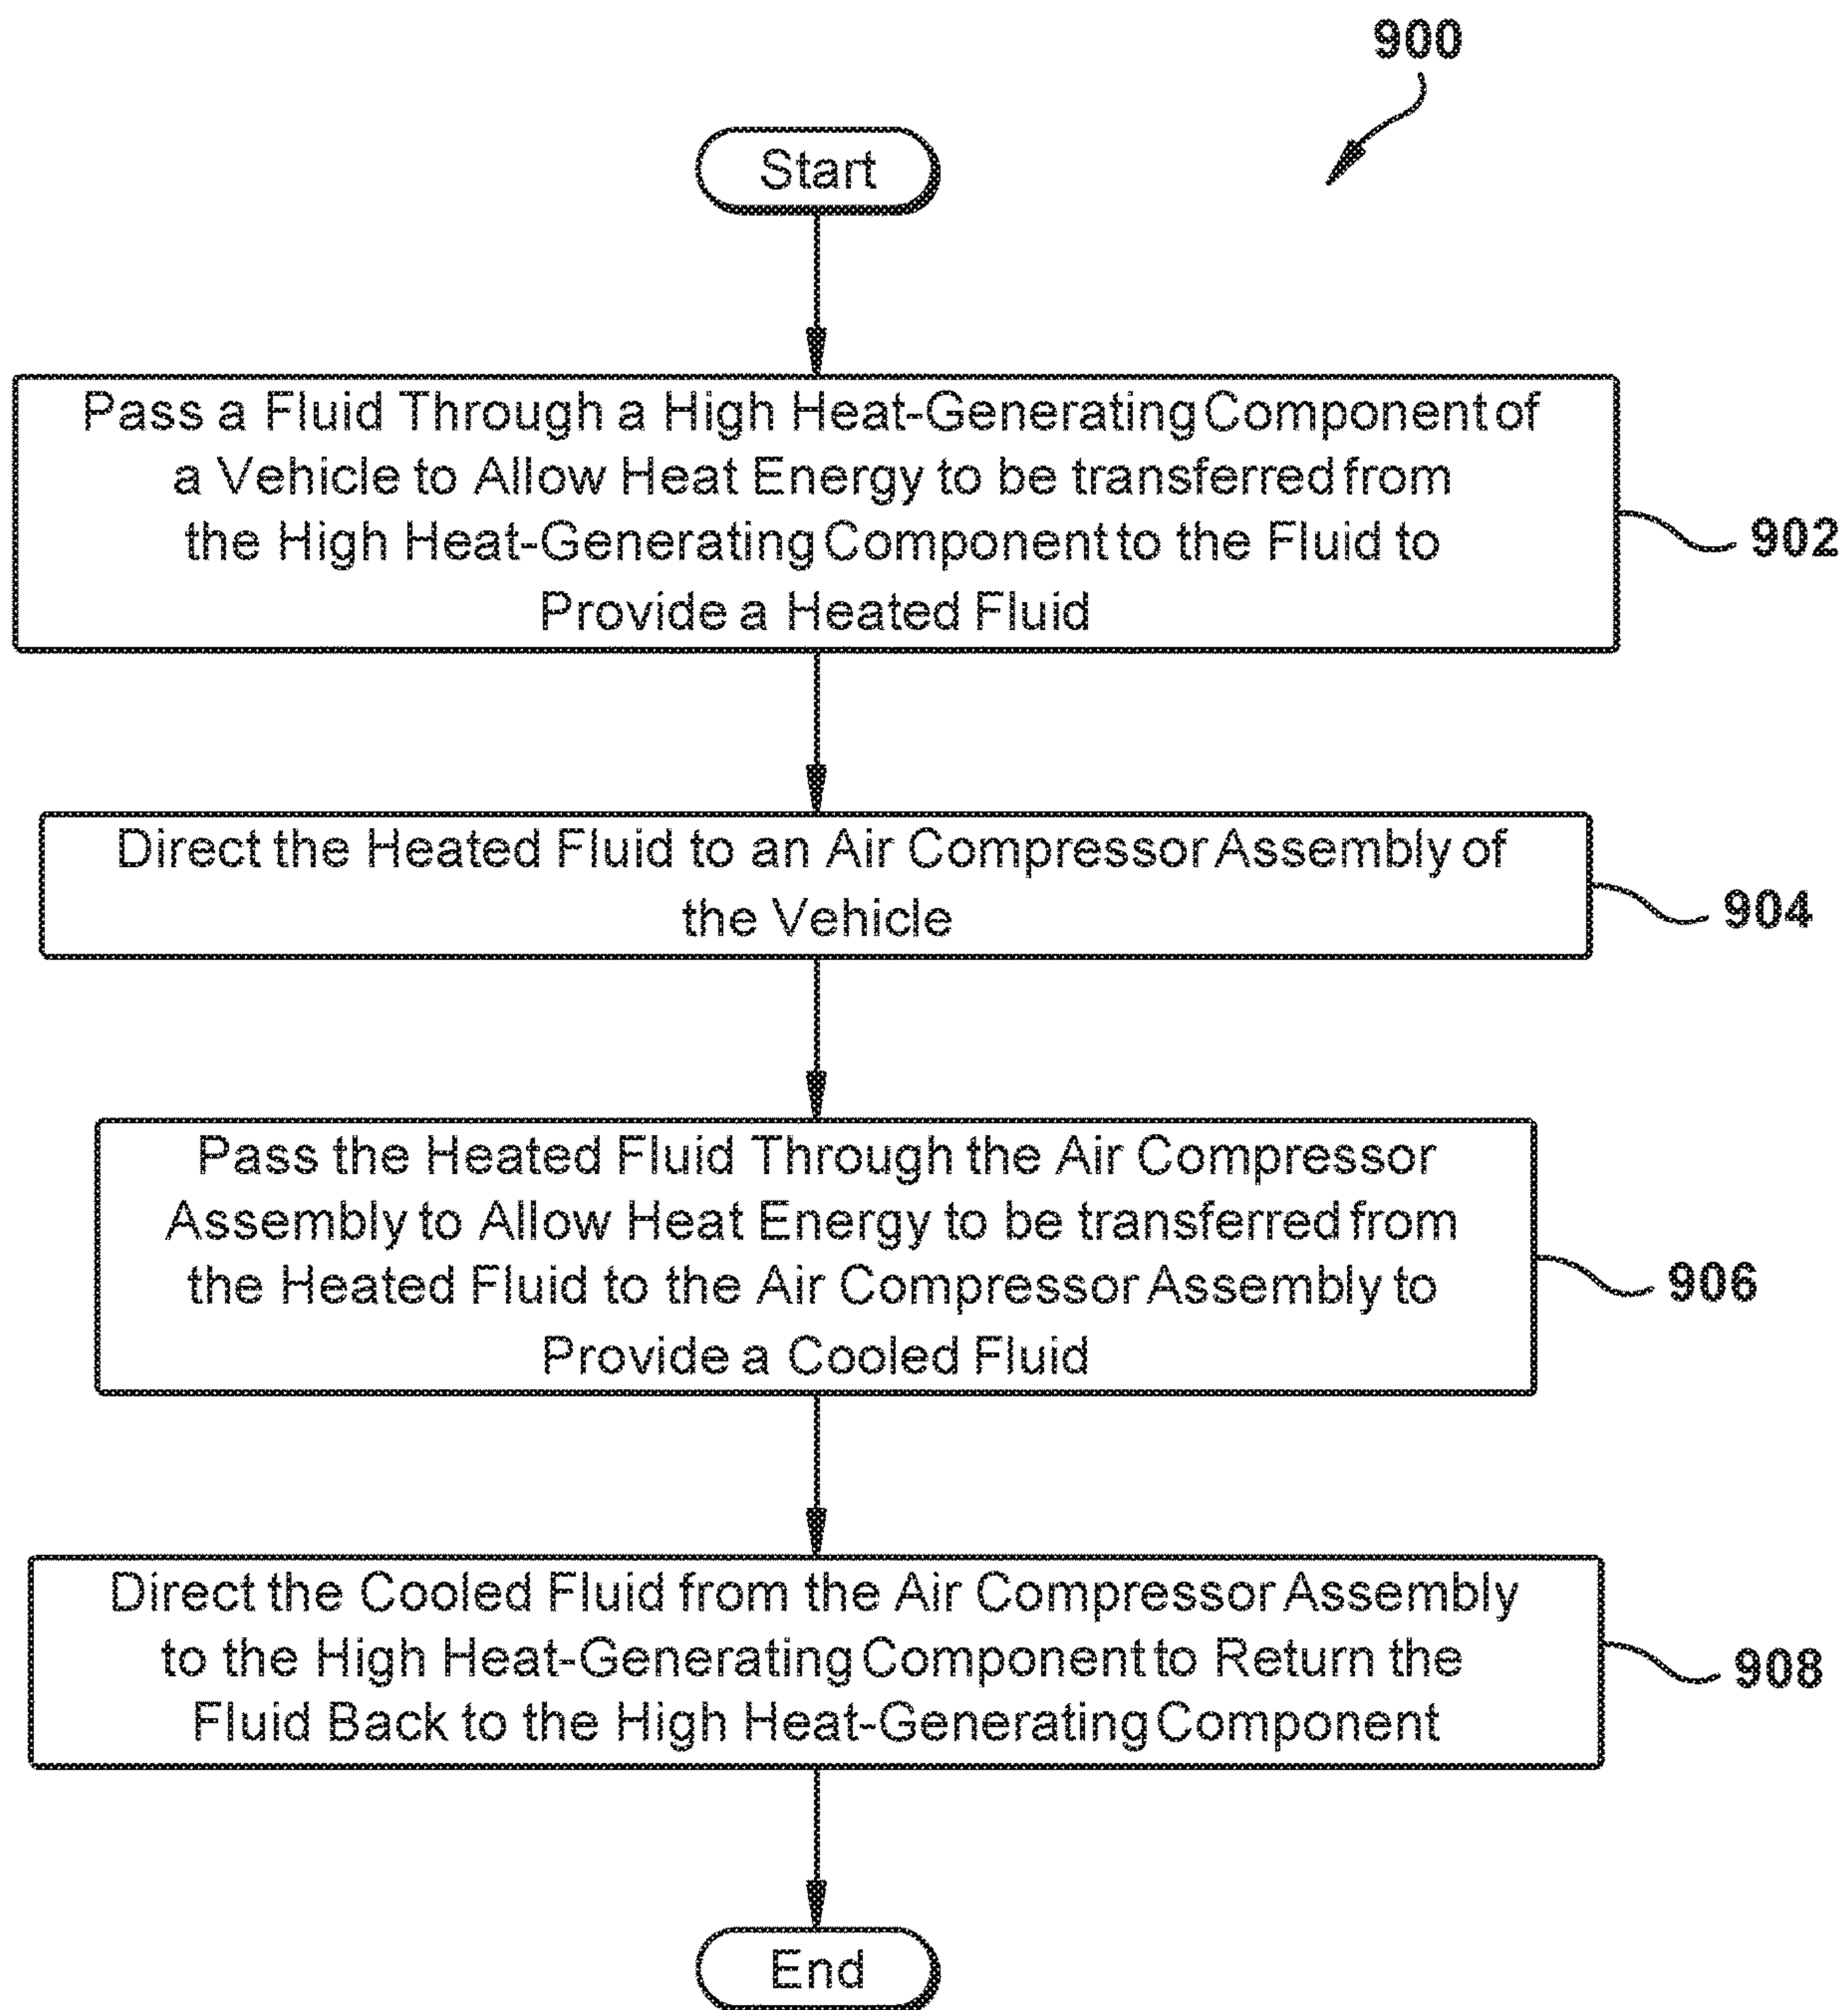 900
Start
Pass a Fluid Through a High Heat-Generating Component of
a Vehicle to Allow Heat Energy to be transferred from
the High Heat-Generating Component to the Fluid to
Provide a Heated Fluid
902
Direct the Heated Fluid to an Air Compressor Assembly of
the Vehicle
904
Pass the Heated Fluid Through the Air Compressor
Assembly to Allow Heat Energy to be transferred from
the Heated Fluid to the Air Compressor Assembly to
Provide a Cooled Fluid
906
Direct the Cooled Fluid from the Air Compressor Assembly
to the High Heat-Generating Component to Return the
Fluid Back to the High Heat-Generating Component
908
End